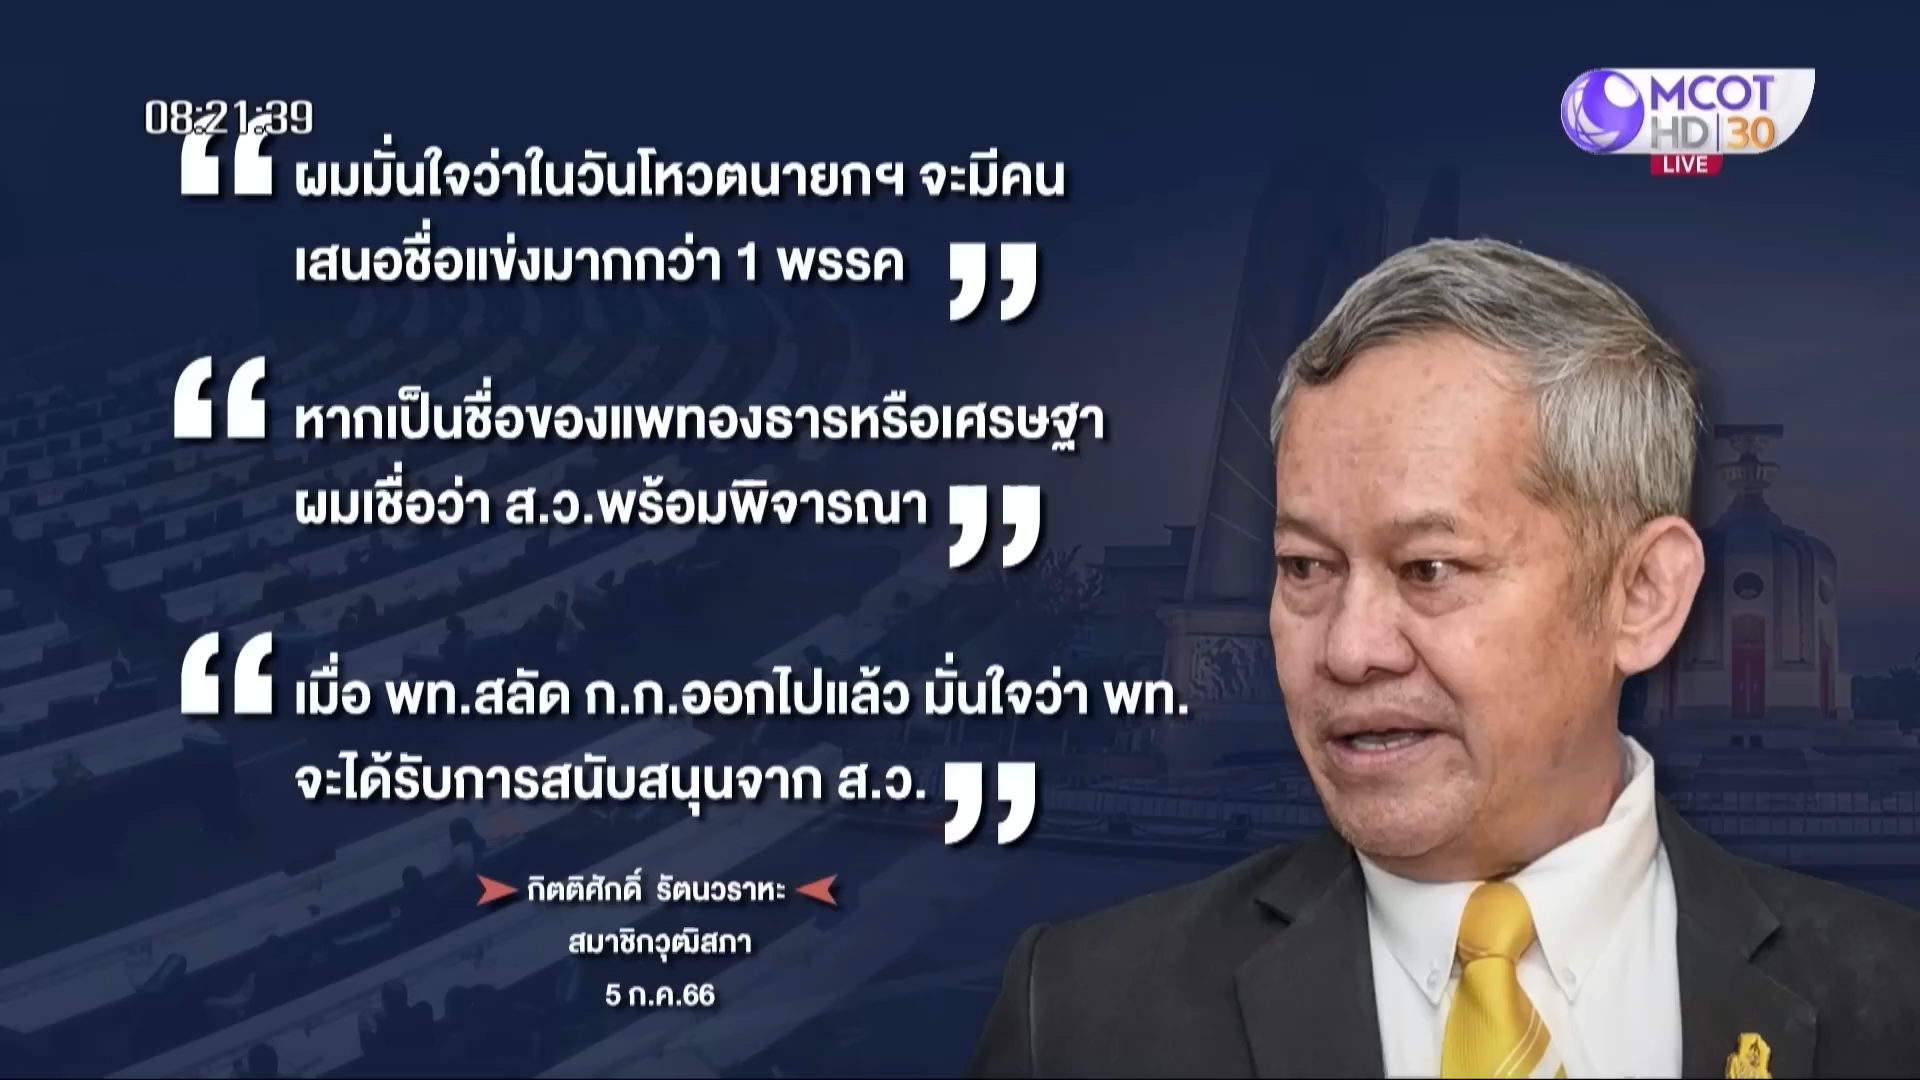 08:21:39
MCOT
HD 30
LIVE
“ ผมมั่นใจว่าในวันโหวตนายกฯ จะมีคน
เสนอชื่อแข่งมากกว่า 1 พรรค ”
“ หากเป็นชื่อของแพทองธารหรือเศรษฐา
ผมเชื่อว่า ส.ว.พร้อมพิจารณา ”
“ เมื่อ พท.สลัด ก.ก.ออกไปแล้ว มั่นใจว่า พท.
จะได้รับการสนับสนุนจาก ส.ว. ”
กิตติศักดิ์ รัตนวราหะ
สมาชิกวุฒิสภา
5 ก.ค.66